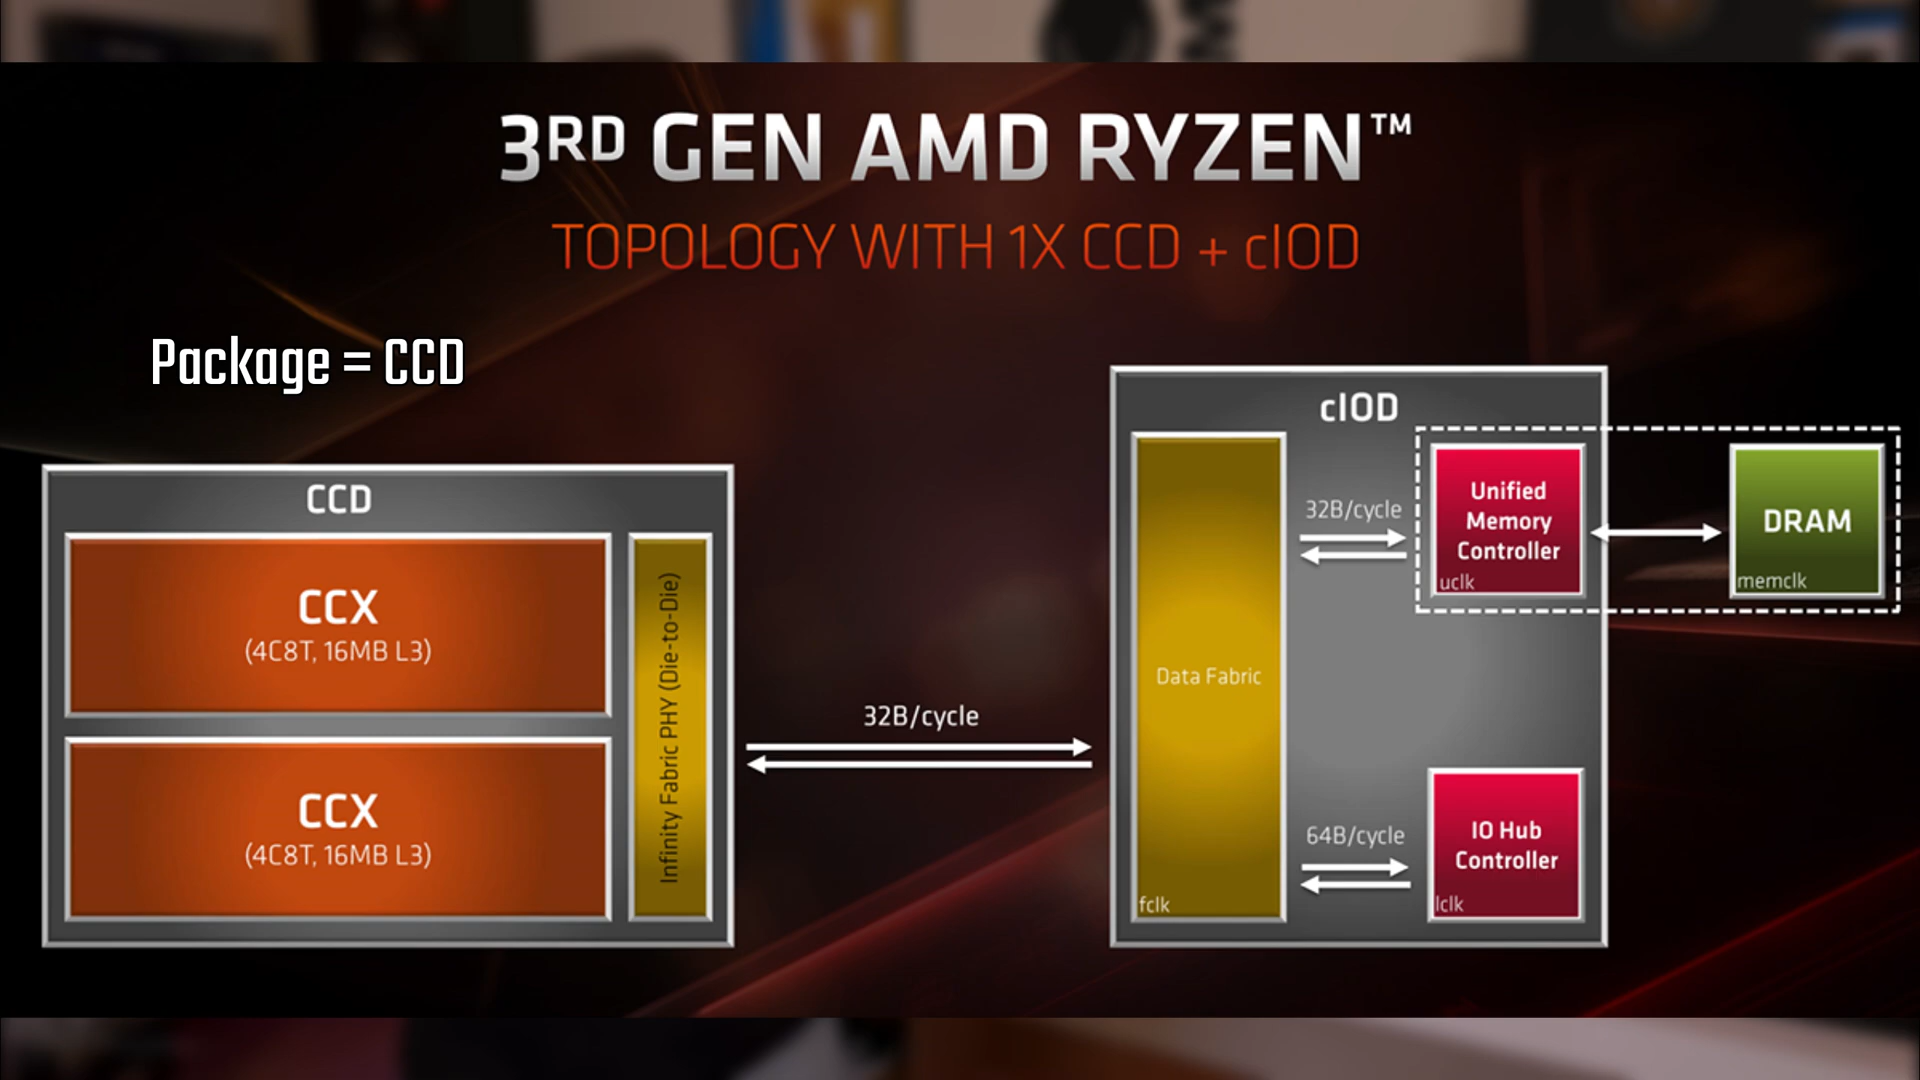 3RD GEN AMD RYZEN™
TOPOLOGY WITH 1X CCD + cIOD
Package = CCD
CCD
CCX
(4C8T, 16MB L3)
CCX
(4C8T, 16MB L3)
Infinity Fabric PHY (Die-to-Die)
32B/cycle
cIOD
Data Fabric
fclk
32B/cycle
Unified
Memory
Controller
uclk
DRAM
memclk
64B/cycle
IO Hub
Controller
lclk